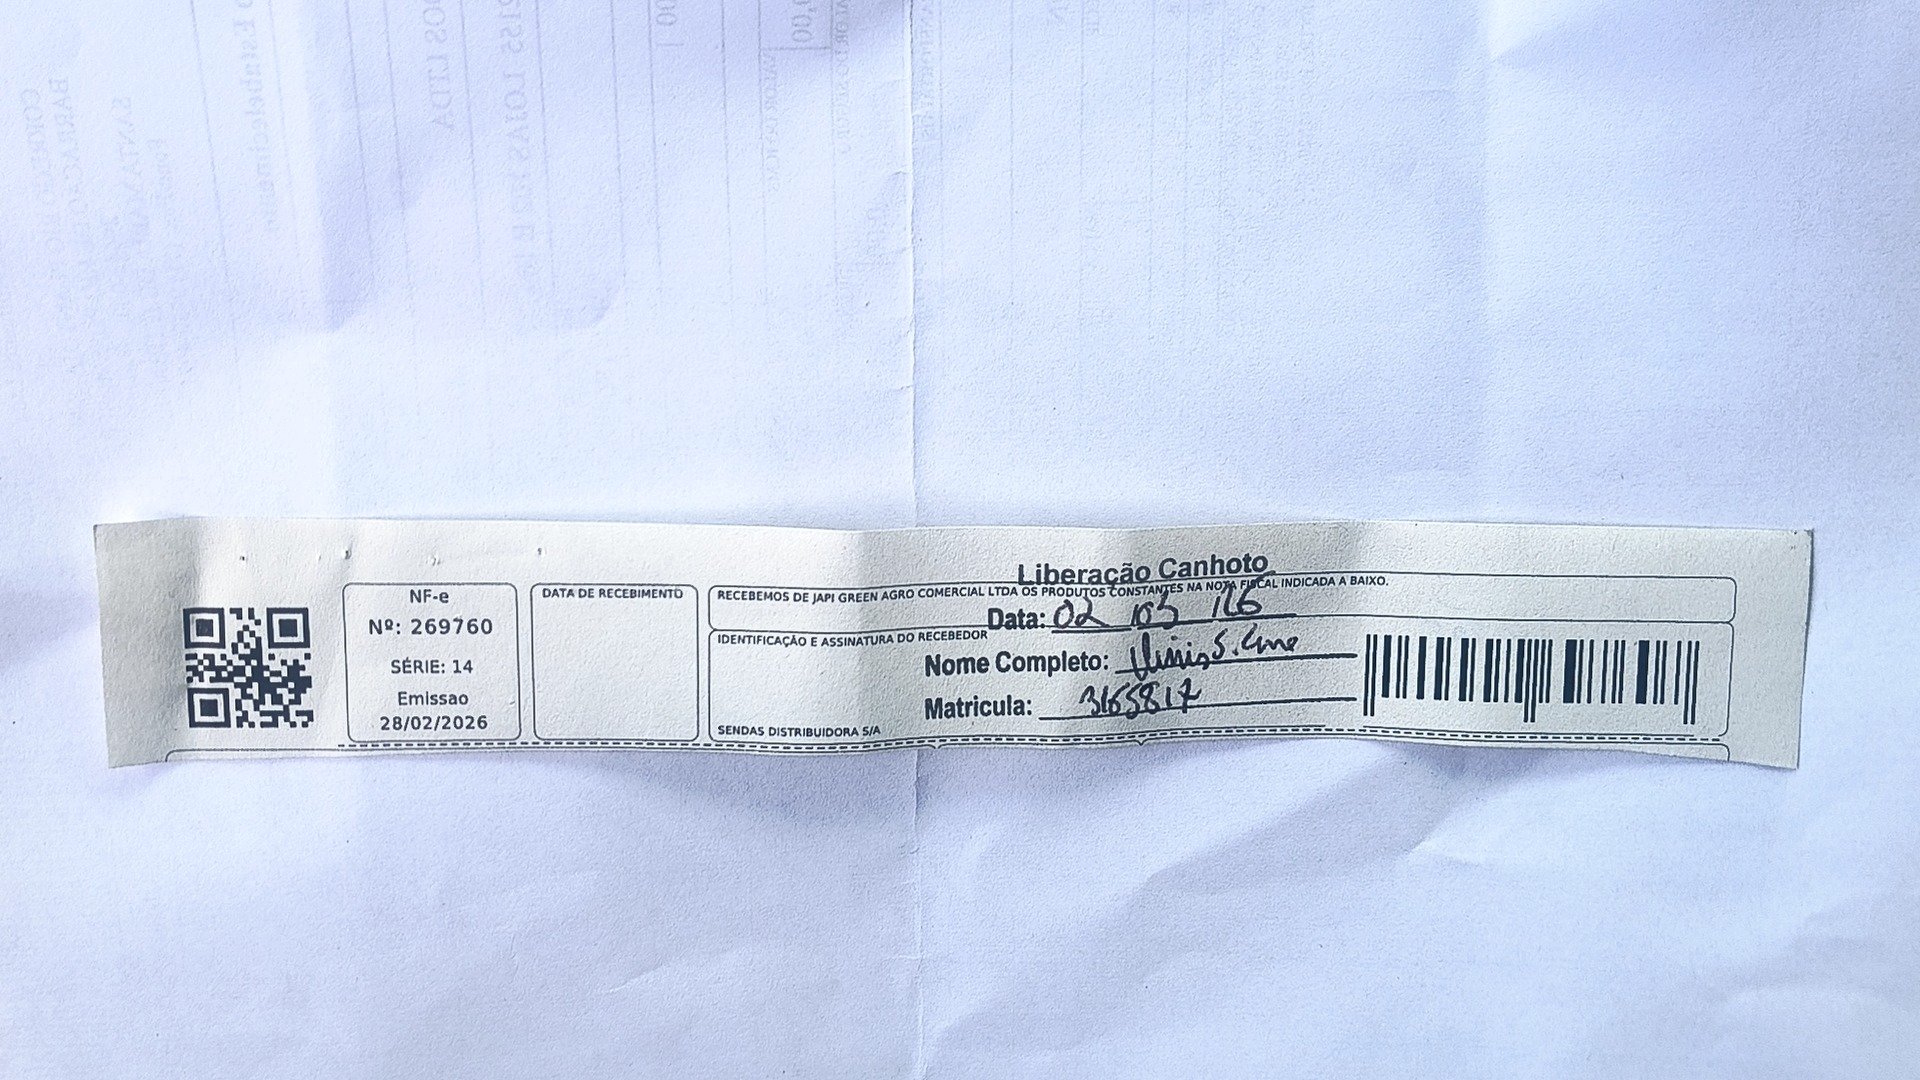 NF-e
Nº: 269760
SÉRIE: 14
Emissao
28/02/2026
DATA DE RECEBIMENTO
Liberação Canhoto
RECEBEMOS DE JAPI GREEN AGRO COMERCIAL LTDA OS PRODUTOS CONSTANTES NA NOTA FISCAL INDICADA A BAIXO.
Data: 02 / 03 / 26
IDENTIFICAÇÃO E ASSINATURA DO RECEBEDOR
Nome Completo: S.
Matricula: 3165817
SENDAS DISTRIBUIDORA S/A